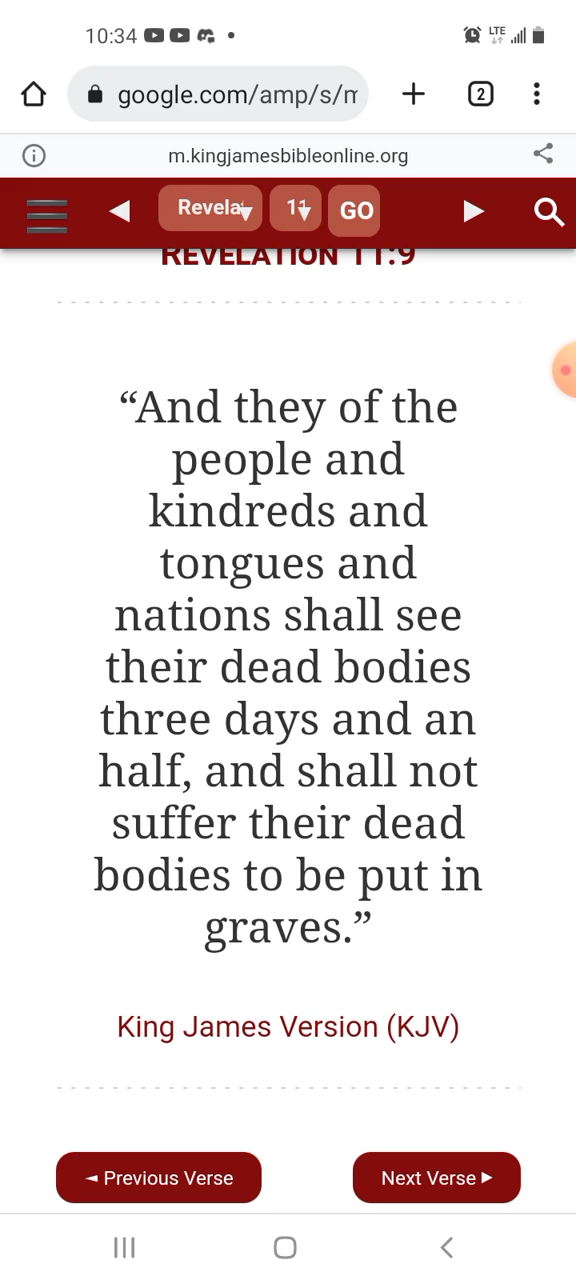 10:34
LTE
google.com/amp/s/m
2
m.kingjamesbibleonline.org
Revela
11
GO
REVELATION 11:9
“And they of the
people and
kindreds and
tongues and
nations shall see
their dead bodies
three days and an
half, and shall not
suffer their dead
bodies to be put in
graves.”
King James Version (KJV)
◄ Previous Verse
Next Verse ►